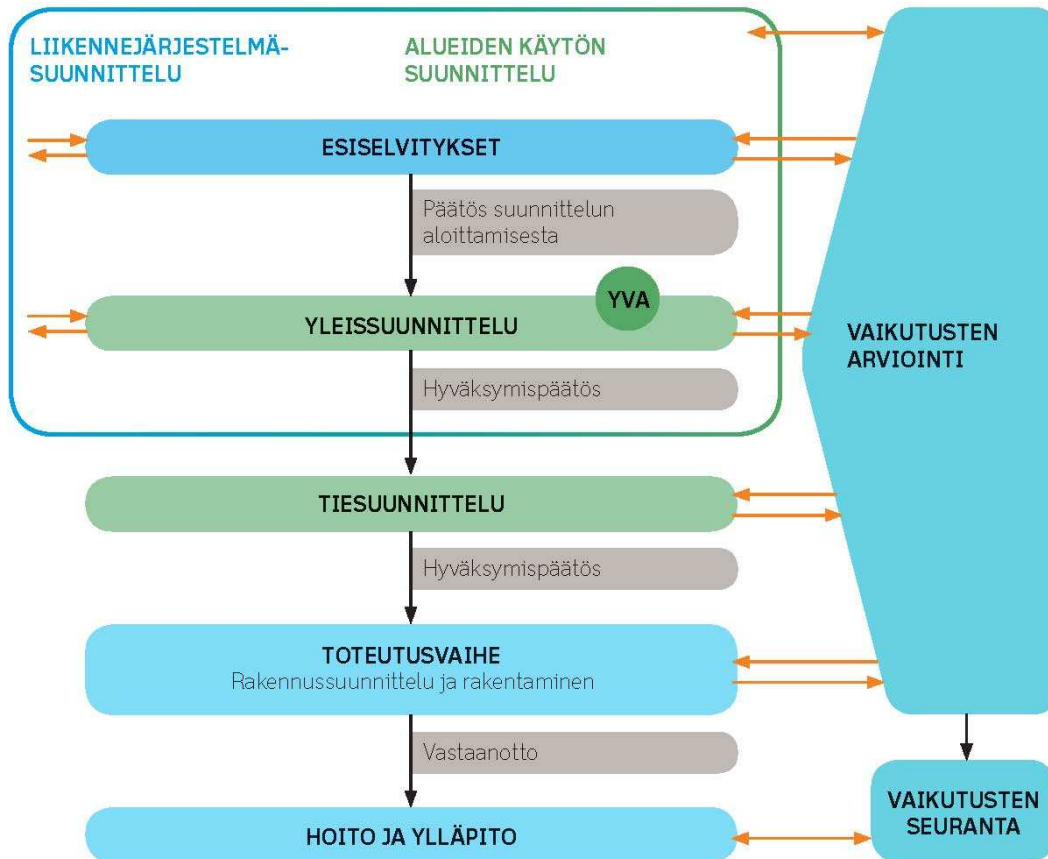 LIIKENNEJÄRJESTELMÄ-
SUUNNITTELU
ALUEIDEN KÄYTÖN
SUUNNITTELU
ESISELVITYKSET
Päätös suunnittelun
aloittamisesta
YVA
YLEISSUUNNITTELU
VAIKUTUSTEN
ARVIOINTI
Hyväksymispäätös
TIESUUNNITTELU
Hyväksymispäätös
TOTEUTUSVAIHE
Rakennussuunnittelu ja rakentaminen
Vastaanotto
VAIKUTUSTEN
SEURANTA
HOITO JA YLLÄPITO